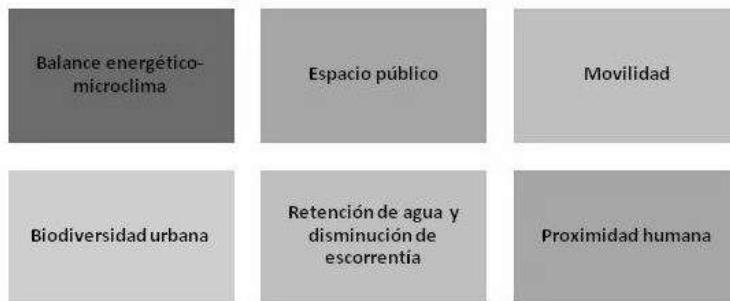 Balance energético-
microclima
Espacio público
Movilidad
Biodiversidad urbana
Retención de agua y
disminución de
escorrentía
Proximidad humana